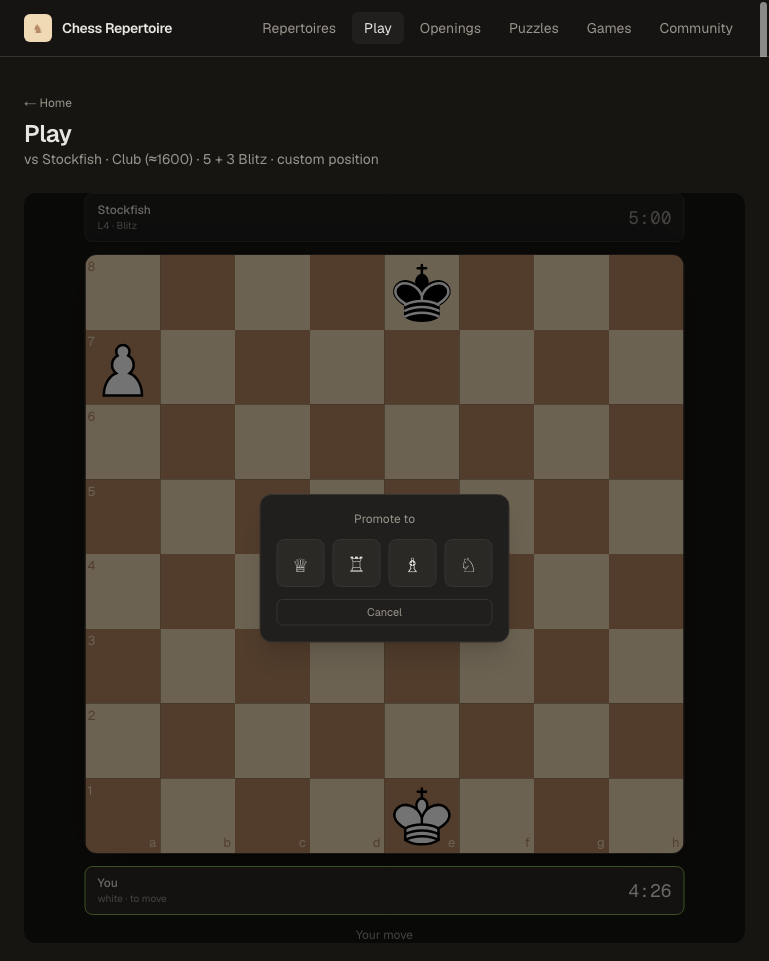 Chess Repertoire Repertoires Play Openings Puzzles Games Community
← Home
Play
vs Stockfish · Club (≈1600) · 5 + 3 Blitz · custom position
Stockfish 5:00
L4 · Blitz
8
7
6
5
Promote to
4
Cancel
3
2
1
a b c d e f g h
You 4:26
white · to move
Your move